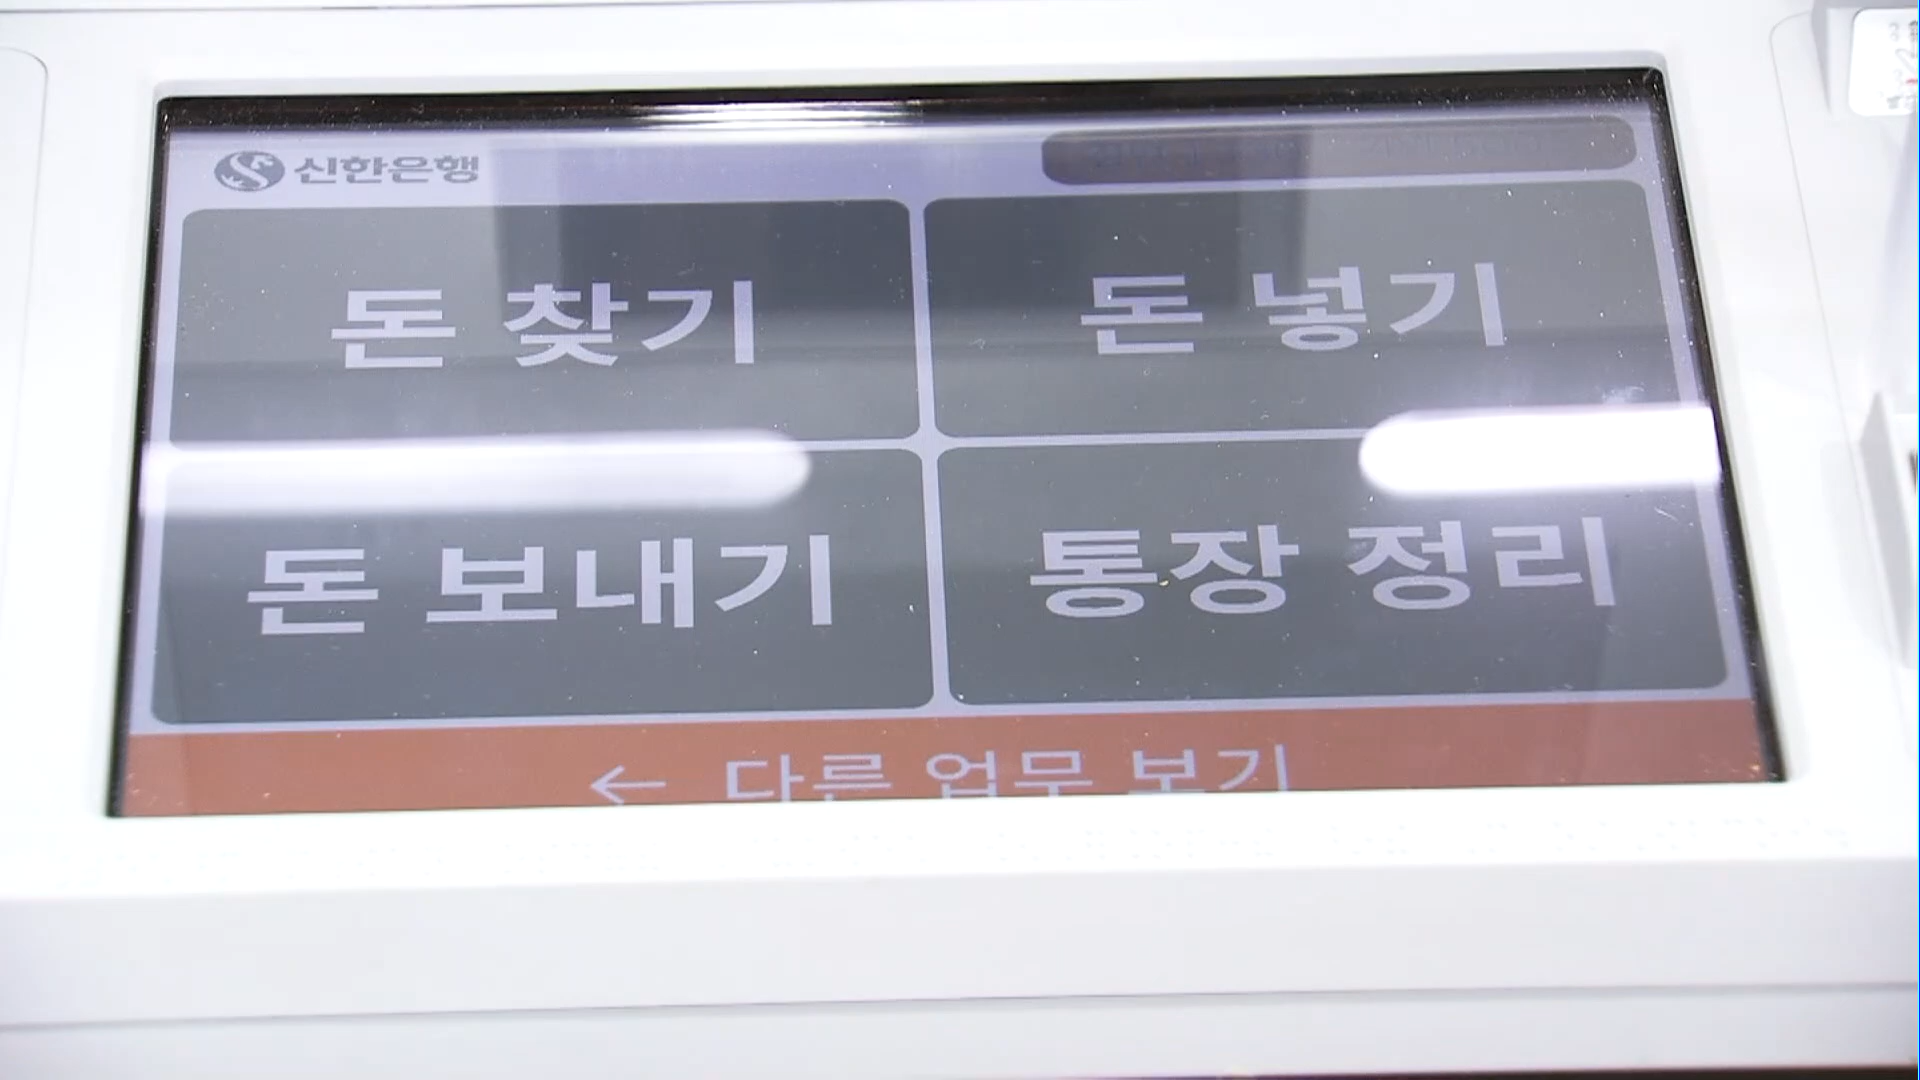 신한은행
돈 찾기
돈 넣기
돈 보내기
통장 정리
← 다른 업무 보기